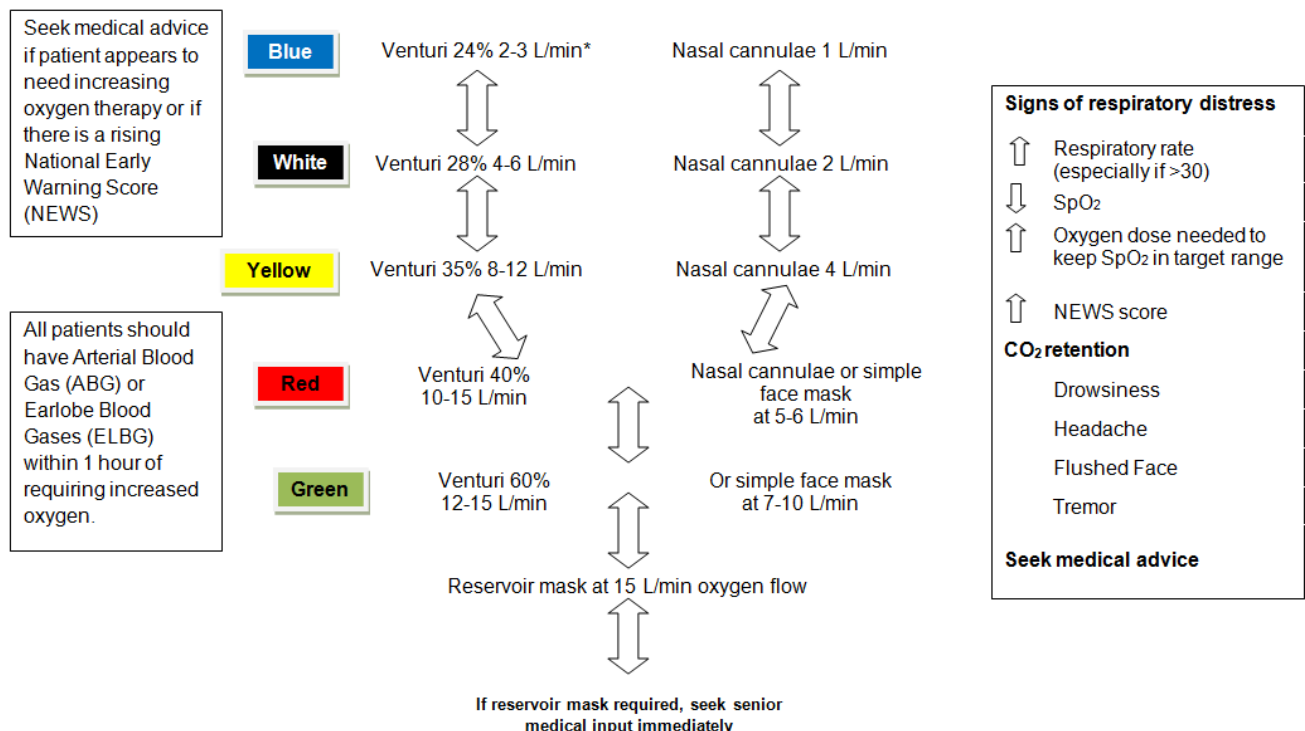 Seek medical advice
if patient appears to
need increasing
oxygen therapy or if
there is a rising
National Early
Warning Score
(NEWS)
All patients should
have Arterial Blood
Gas (ABG) or
Earlobe Blood
Gases (ELBG)
within 1 hour of
requiring increased
oxygen.
Blue
Venturi 24% 2-3 L/min*
Nasal cannulae 1 L/min
White
Venturi 28% 4-6 L/min
Nasal cannulae 2 L/min
Yellow
Venturi 35% 8-12 L/min
Nasal cannulae 4 L/min
Red
Venturi 40%
10-15 L/min
Nasal cannulae or simple
face mask
at 5-6 L/min
Green
Venturi 60%
12-15 L/min
Or simple face mask
at 7-10 L/min
Reservoir mask at 15 L/min oxygen flow
If reservoir mask required, seek senior
medical input immediately
Signs of respiratory distress
Respiratory rate
(especially if >30)
SpO₂
Oxygen dose needed to
keep SpO₂ in target range
NEWS score
CO₂ retention
Drowsiness
Headache
Flushed Face
Tremor
Seek medical advice